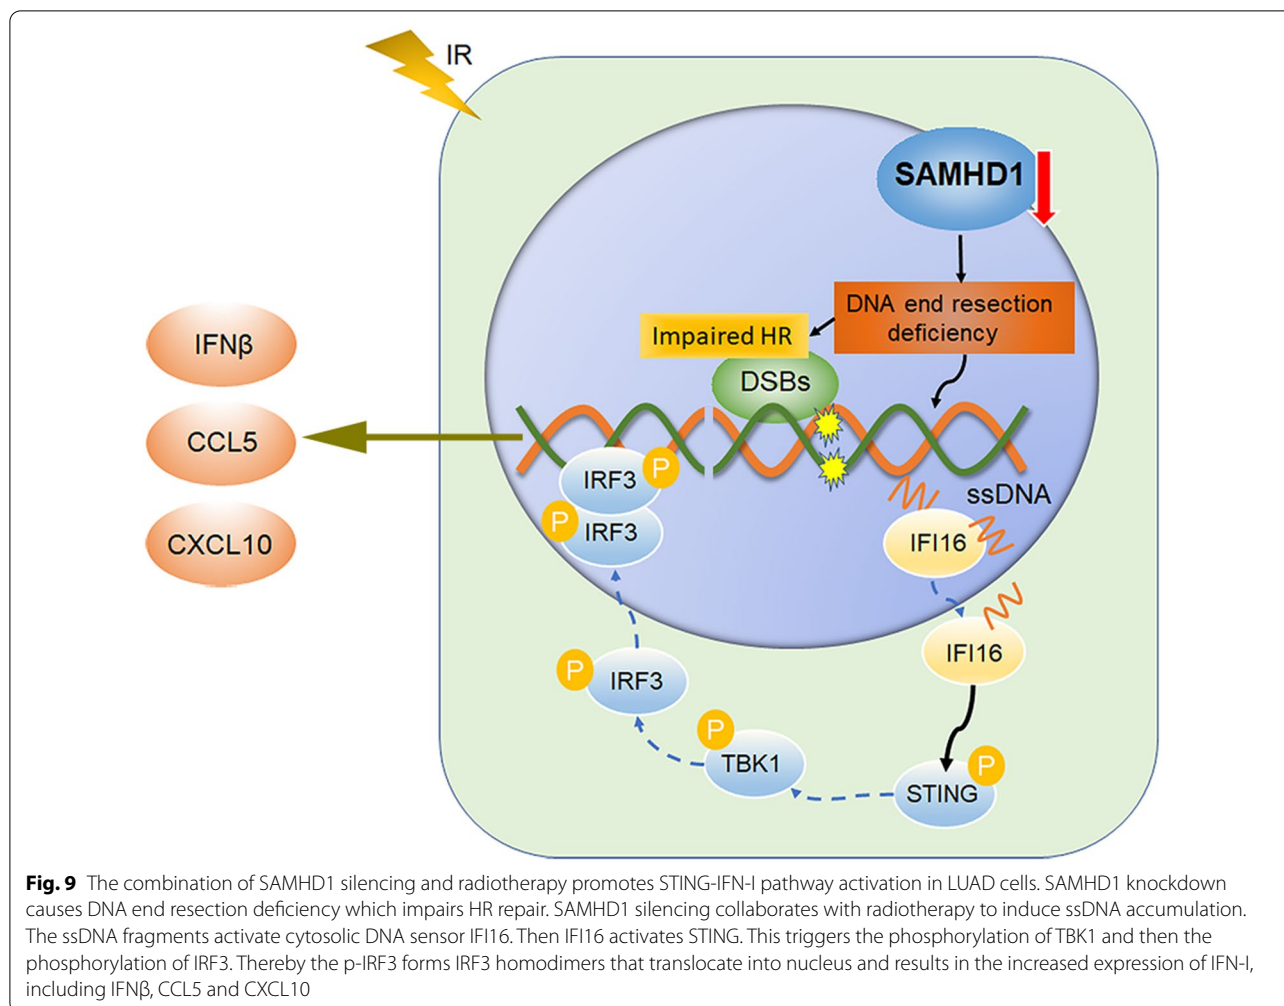 IR
SAMHD1
DNA end resection
deficiency
Impaired HR
DSBs
IFNβ
CCL5
CXCL10
IRF3
P
IRF3
P
ssDNA
IFI16
IFI16
IRF3
P
TBK1
P
STING
P
Fig. 9 The combination of SAMHD1 silencing and radiotherapy promotes STING-IFN-I pathway activation in LUAD cells. SAMHD1 knockdown
causes DNA end resection deficiency which impairs HR repair. SAMHD1 silencing collaborates with radiotherapy to induce ssDNA accumulation.
The ssDNA fragments activate cytosolic DNA sensor IFI16. Then IFI16 activates STING. This triggers the phosphorylation of TBK1 and then the
phosphorylation of IRF3. Thereby the p-IRF3 forms IRF3 homodimers that translocate into nucleus and results in the increased expression of IFN-I,
including IFNβ, CCL5 and CXCL10